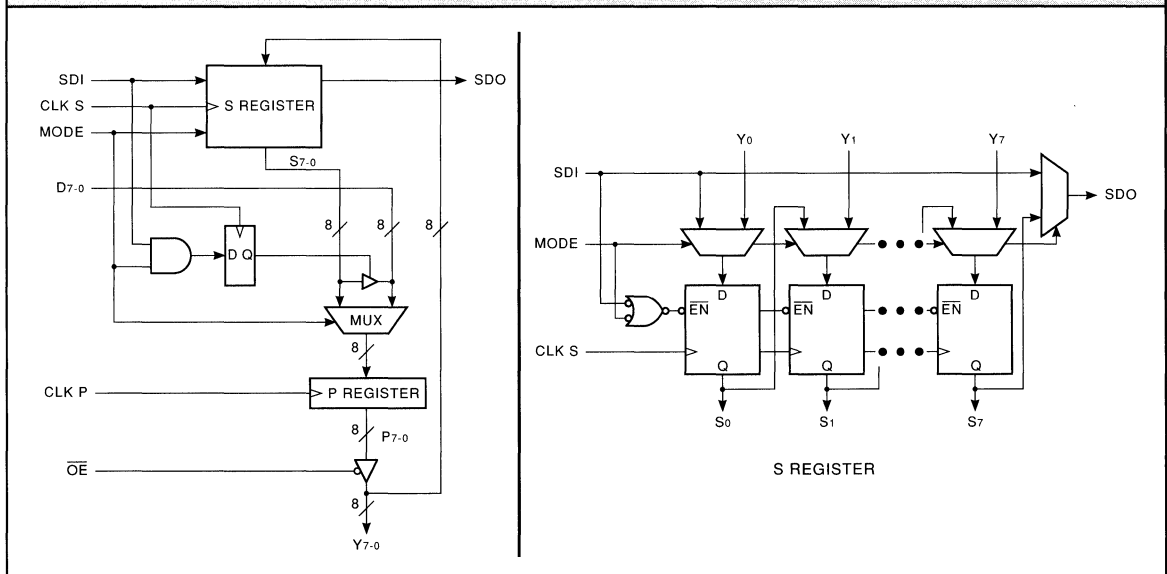 SDI
CLK S
MODE
S REGISTER
SDO
S7-0
D7-0
8
8
8
D Q
MUX
8
CLK P
P REGISTER
8
P7-0
OE
8
Y7-0
Y0
Y1
Y7
SDI
SDO
MODE
D
D
D
EN
EN
EN
CLK S
Q
Q
Q
S0
S1
S7
S REGISTER